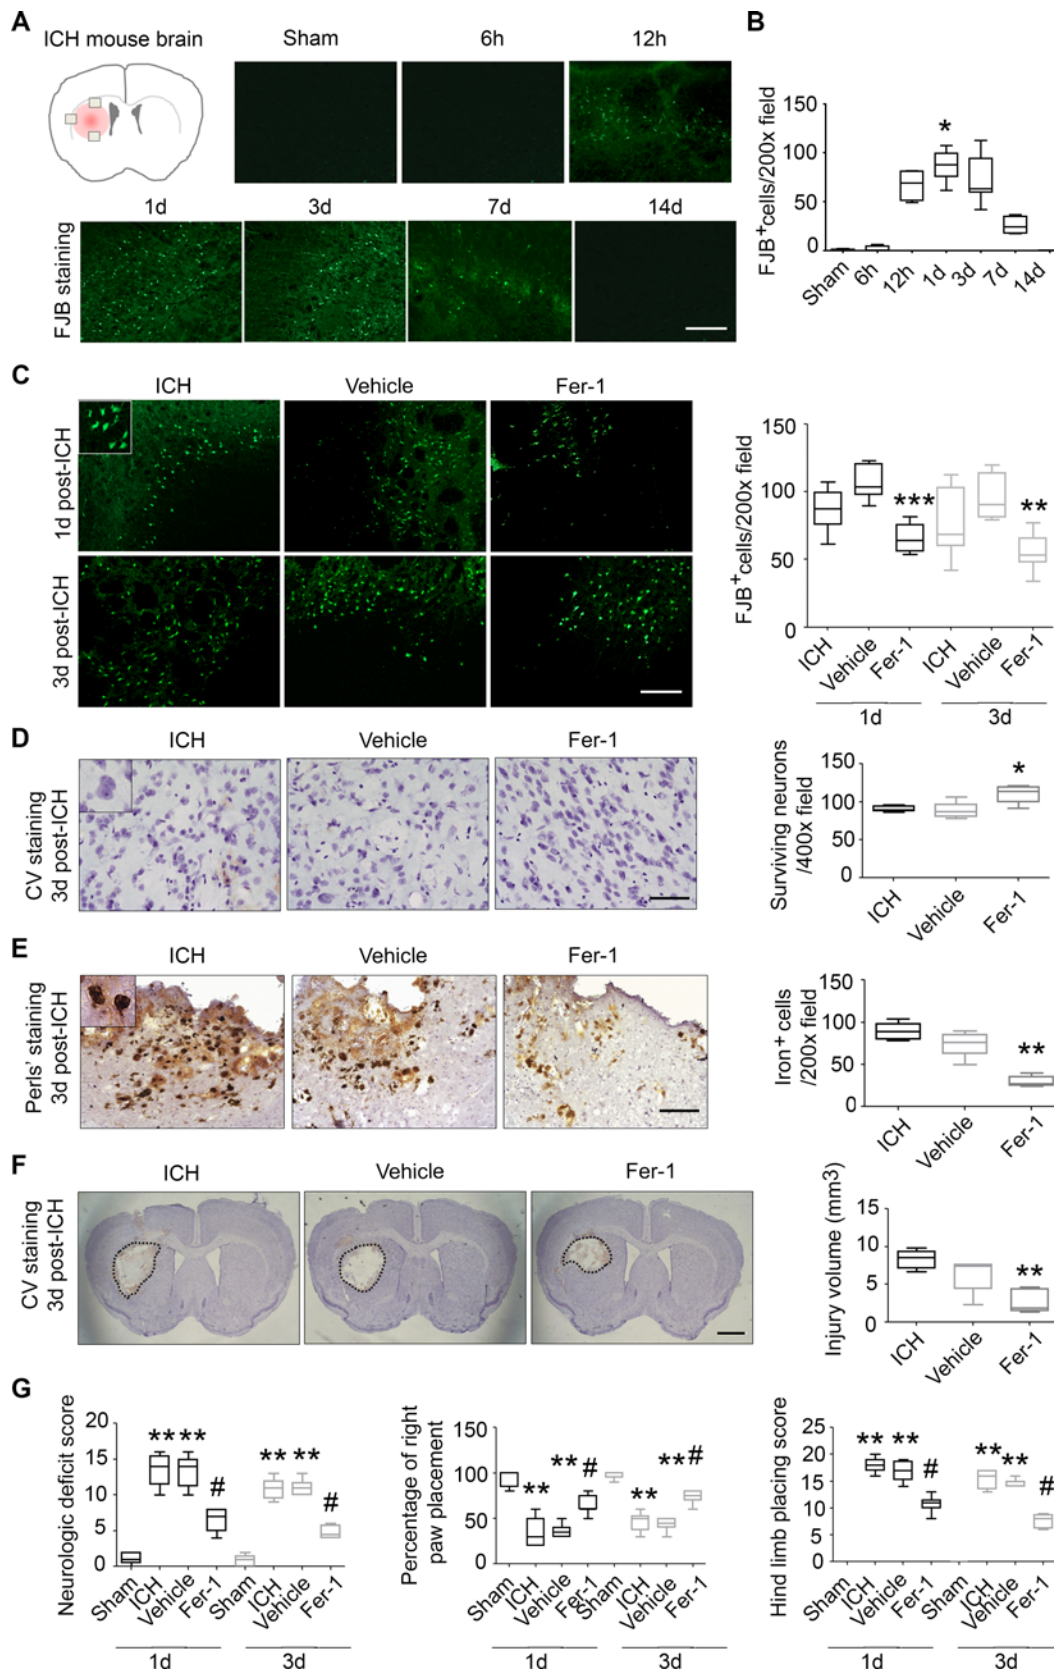 A
ICH mouse brain
Sham
6h
12h
1d
3d
7d
14d
FJB staining
B
FJB+cells/200x field
150
100
50
0
*
Sham
6h
12h
1d
3d
7d
14d
C
ICH
Vehicle
Fer-1
1d post-ICH
3d post-ICH
FJB+cells/200x field
150
100
50
0
***
**
ICH
Vehicle
Fer-1
ICH
Vehicle
Fer-1
1d
3d
D
ICH
Vehicle
Fer-1
CV staining
3d post-ICH
Surviving neurons
/400x field
150
100
50
0
*
ICH
Vehicle
Fer-1
E
ICH
Vehicle
Fer-1
Perls' staining
3d post-ICH
Iron+ cells
/200x field
150
100
50
0
**
ICH
Vehicle
Fer-1
F
ICH
Vehicle
Fer-1
CV staining
3d post-ICH
Injury volume (mm3)
15
10
5
0
**
ICH
Vehicle
Fer-1
G
Neurologic deficit score
20
15
10
5
0
** **
#
** **
#
Sham
ICH
Vehicle
Fer-1
Sham
ICH
Vehicle
Fer-1
1d
3d
Percentage of right
paw placement
150
100
50
0
**
** #
**
** #
Sham
ICH
Vehicle
Fer-1
Sham
ICH
Vehicle
Fer-1
1d
3d
Hind limb placing score
25
20
15
10
5
0
** **
#
**
**
#
Sham
ICH
Vehicle
Fer-1
Sham
ICH
Vehicle
Fer-1
1d
3d